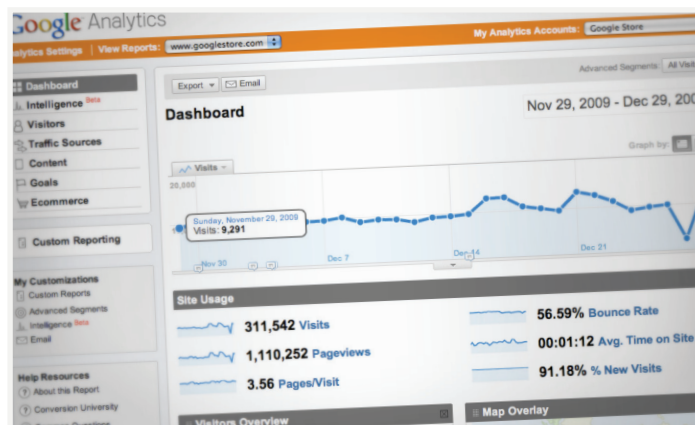 Google Analytics
Analytics Settings | View Reports: www.googlestore.com
My Analytics Accounts: Google Store
Dashboard
Intelligence Beta
Visitors
Traffic Sources
Content
Goals
Ecommerce
Custom Reporting
My Customizations
Custom Reports
Advanced Segments
Intelligence Beta
Email
Help Resources
About this Report
Conversion University
Export
Email
Advanced Segments: All Visit
Dashboard
Nov 29, 2009 - Dec 29, 200
Graph by:
Visits
20,000
Sunday, November 29, 2009
Visits: 9,291
Nov 30
Dec 7
Dec 14
Dec 21
Site Usage
311,542 Visits
1,110,252 Pageviews
3.56 Pages/Visit
56.59% Bounce Rate
00:01:12 Avg. Time on Site
91.18% % New Visits
Visitors Overview
Map Overlay